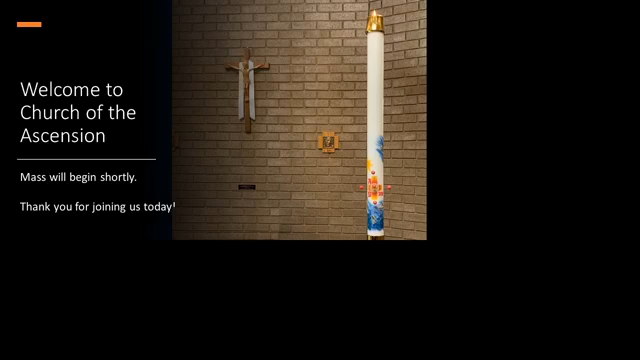 Welcome to
Church of the
Ascension
Mass will begin shortly.
Thank you for joining us today!